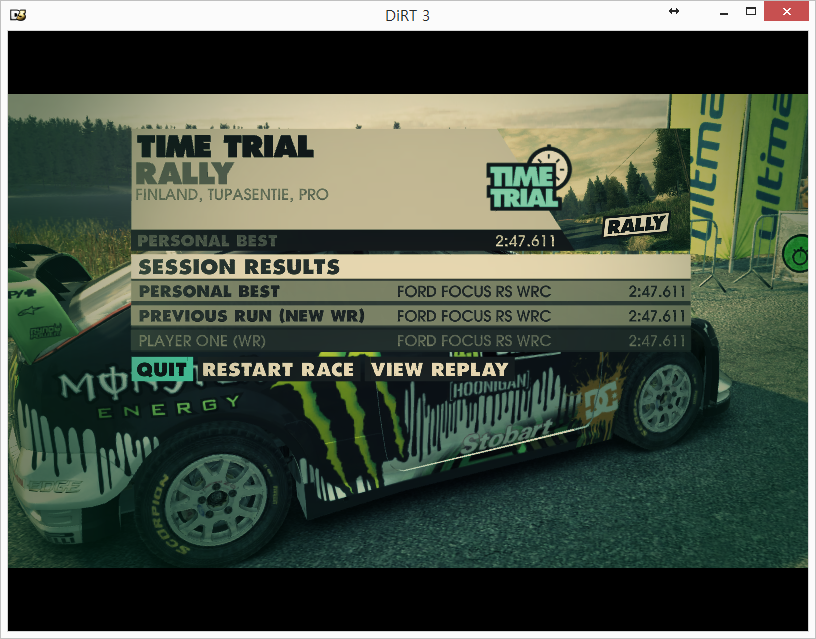 DiRT 3
TIME TRIAL
RALLY
FINLAND, TUPASENTIE, PRO
TIME
TRIAL
RALLY
ultima
ultima
PERSONAL BEST 2:47.611
SESSION RESULTS
PERSONAL BEST FORD FOCUS RS WRC 2:47.611
PREVIOUS RUN (NEW WR) FORD FOCUS RS WRC 2:47.611
PLAYER ONE (WR) FORD FOCUS RS WRC 2:47.611
QUIT RESTART RACE VIEW REPLAY
MONSTER
ENERGY
HOONIGAN
DC
Stobart
EDGE
SCORPION